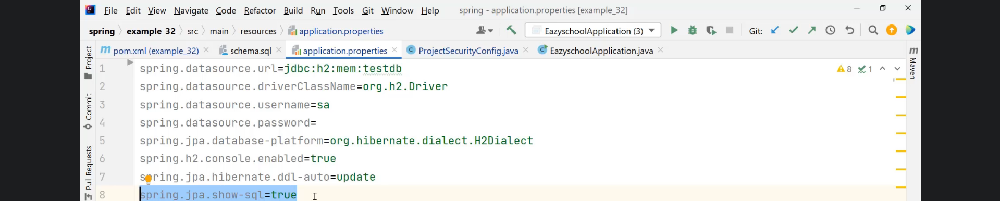 File Edit View Navigate Code Refactor Build Run Tools Git Window Help spring - application.properties [example_32]
spring example_32 src main resources application.properties EazyschoolApplication (3) Git:
pom.xml (example_32) schema.sql application.properties ProjectSecurityConfig.java EazyschoolApplication.java
Project
Commit
Pull Requests
1 spring.datasource.url=jdbc:h2:mem:testdb
2 spring.datasource.driverClassName=org.h2.Driver
3 spring.datasource.username=sa
4 spring.datasource.password=
5 spring.jpa.database-platform=org.hibernate.dialect.H2Dialect
6 spring.h2.console.enabled=true
7 spring.jpa.hibernate.ddl-auto=update
8 spring.jpa.show-sql=true
8 1
Maven